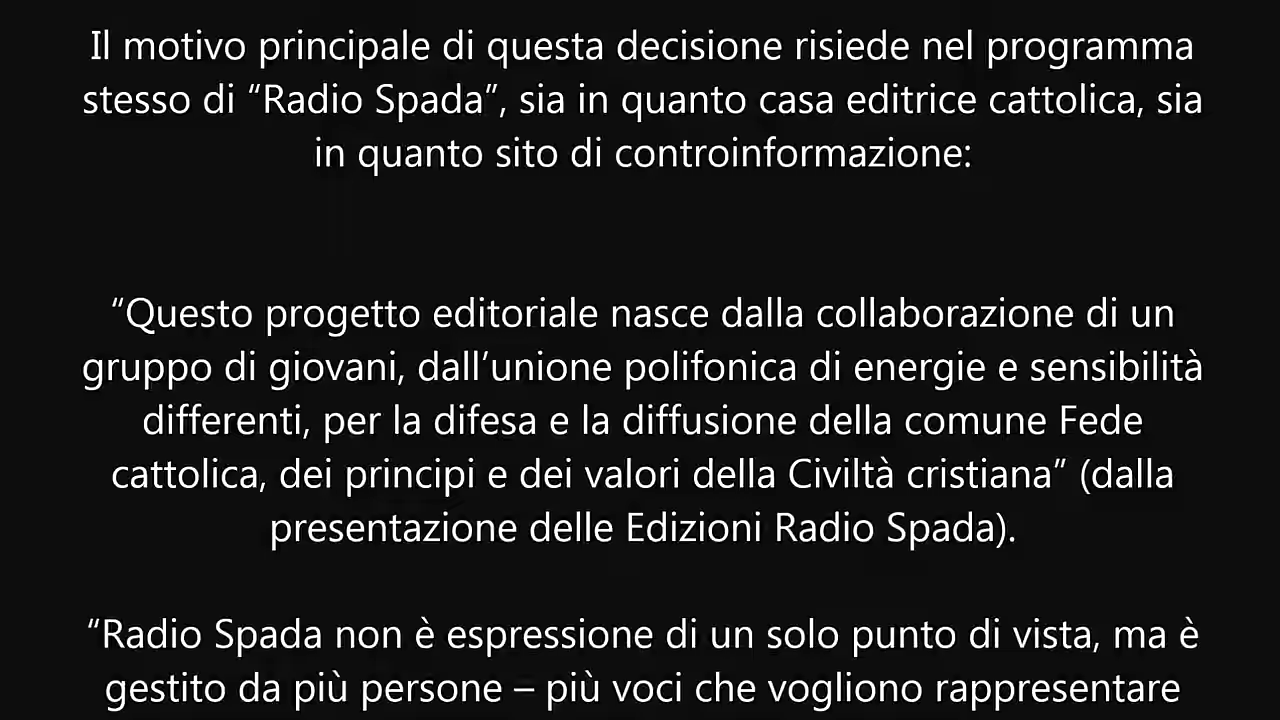 Il motivo principale di questa decisione risiede nel programma
stesso di “Radio Spada”, sia in quanto casa editrice cattolica, sia
in quanto sito di controinformazione:
“Questo progetto editoriale nasce dalla collaborazione di un
gruppo di giovani, dall’unione polifonica di energie e sensibilità
differenti, per la difesa e la diffusione della comune Fede
cattolica, dei principi e dei valori della Civiltà cristiana” (dalla
presentazione delle Edizioni Radio Spada).
“Radio Spada non è espressione di un solo punto di vista, ma è
gestito da più persone – più voci che vogliono rappresentare